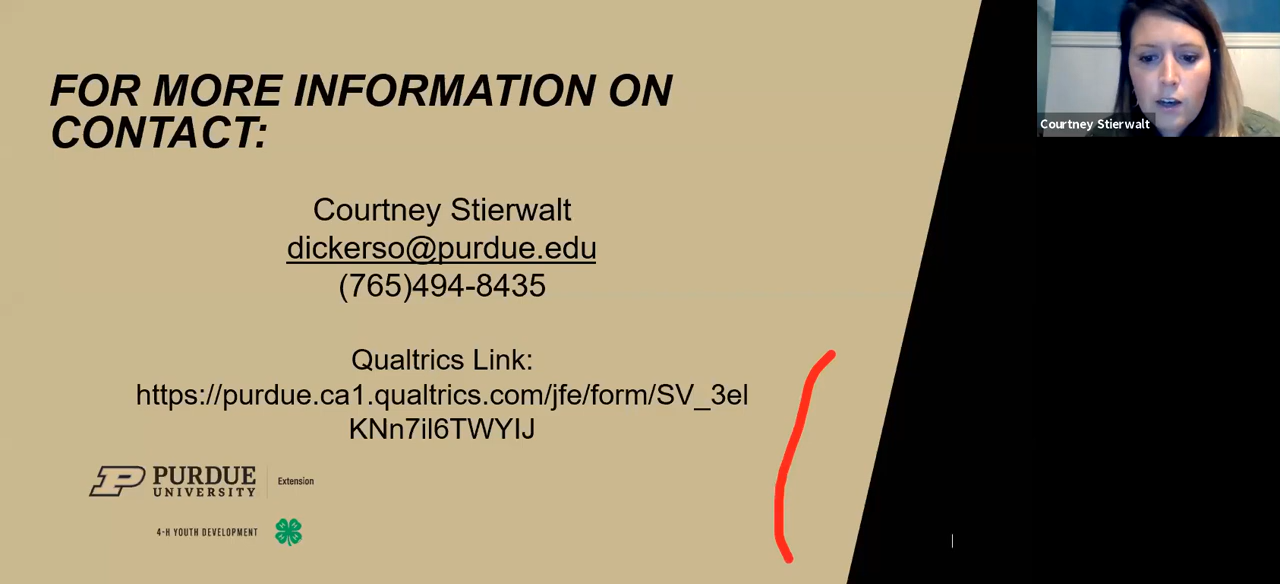 FOR MORE INFORMATION ON
CONTACT:
Courtney Stierwalt
Courtney Stierwalt
dickerso@purdue.edu
(765)494-8435
Qualtrics Link:
https://purdue.ca1.qualtrics.com/jfe/form/SV_3el
KNn7il6TWYIJ
PURDUE
UNIVERSITY
Extension
4-H YOUTH DEVELOPMENT